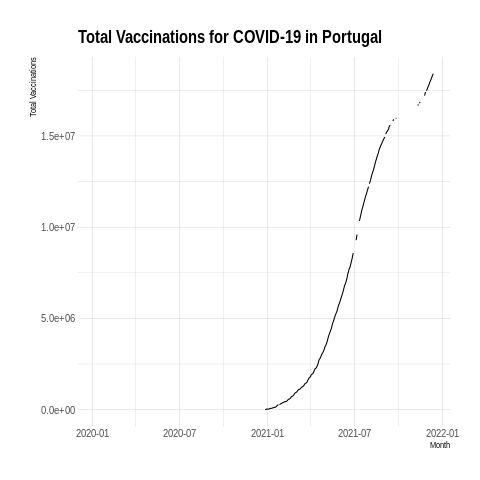 Total Vaccinations for COVID-19 in Portugal
Total Vaccinations
1.5e+07
1.0e+07
5.0e+06
0.0e+00
2020-01 2020-07 2021-01 2021-07 2022-01
Month